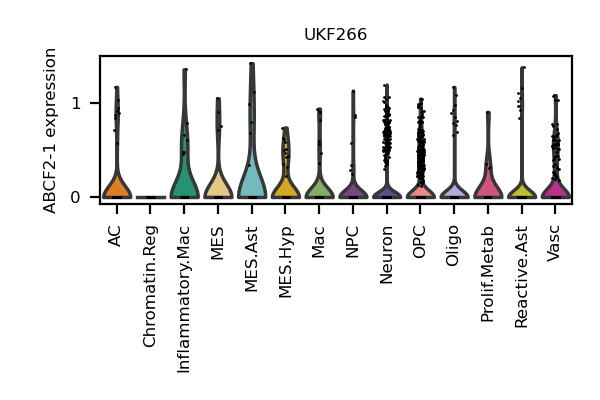 UKF266
ABCF2-1 expression
1
0
AC
Chromatin.Reg
Inflammatory.Mac
MES
MES.Ast
MES.Hyp
Mac
NPC
Neuron
OPC
Oligo
Prolif.Metab
Reactive.Ast
Vasc